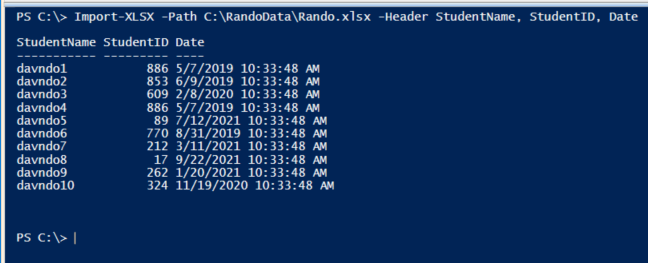 PS C:\> Import-XLSX -Path C:\RandoData\Rando.xlsx -Header StudentName, StudentID, Date
StudentName StudentID Date
----------- --------- ----
davndo1 886 5/7/2019 10:33:48 AM
davndo2 853 6/9/2019 10:33:48 AM
davndo3 609 2/8/2020 10:33:48 AM
davndo4 886 5/7/2019 10:33:48 AM
davndo5 89 7/12/2021 10:33:48 AM
davndo6 770 8/31/2019 10:33:48 AM
davndo7 212 3/11/2021 10:33:48 AM
davndo8 17 9/22/2021 10:33:48 AM
davndo9 262 1/20/2021 10:33:48 AM
davndo10 324 11/19/2020 10:33:48 AM
PS C:\>